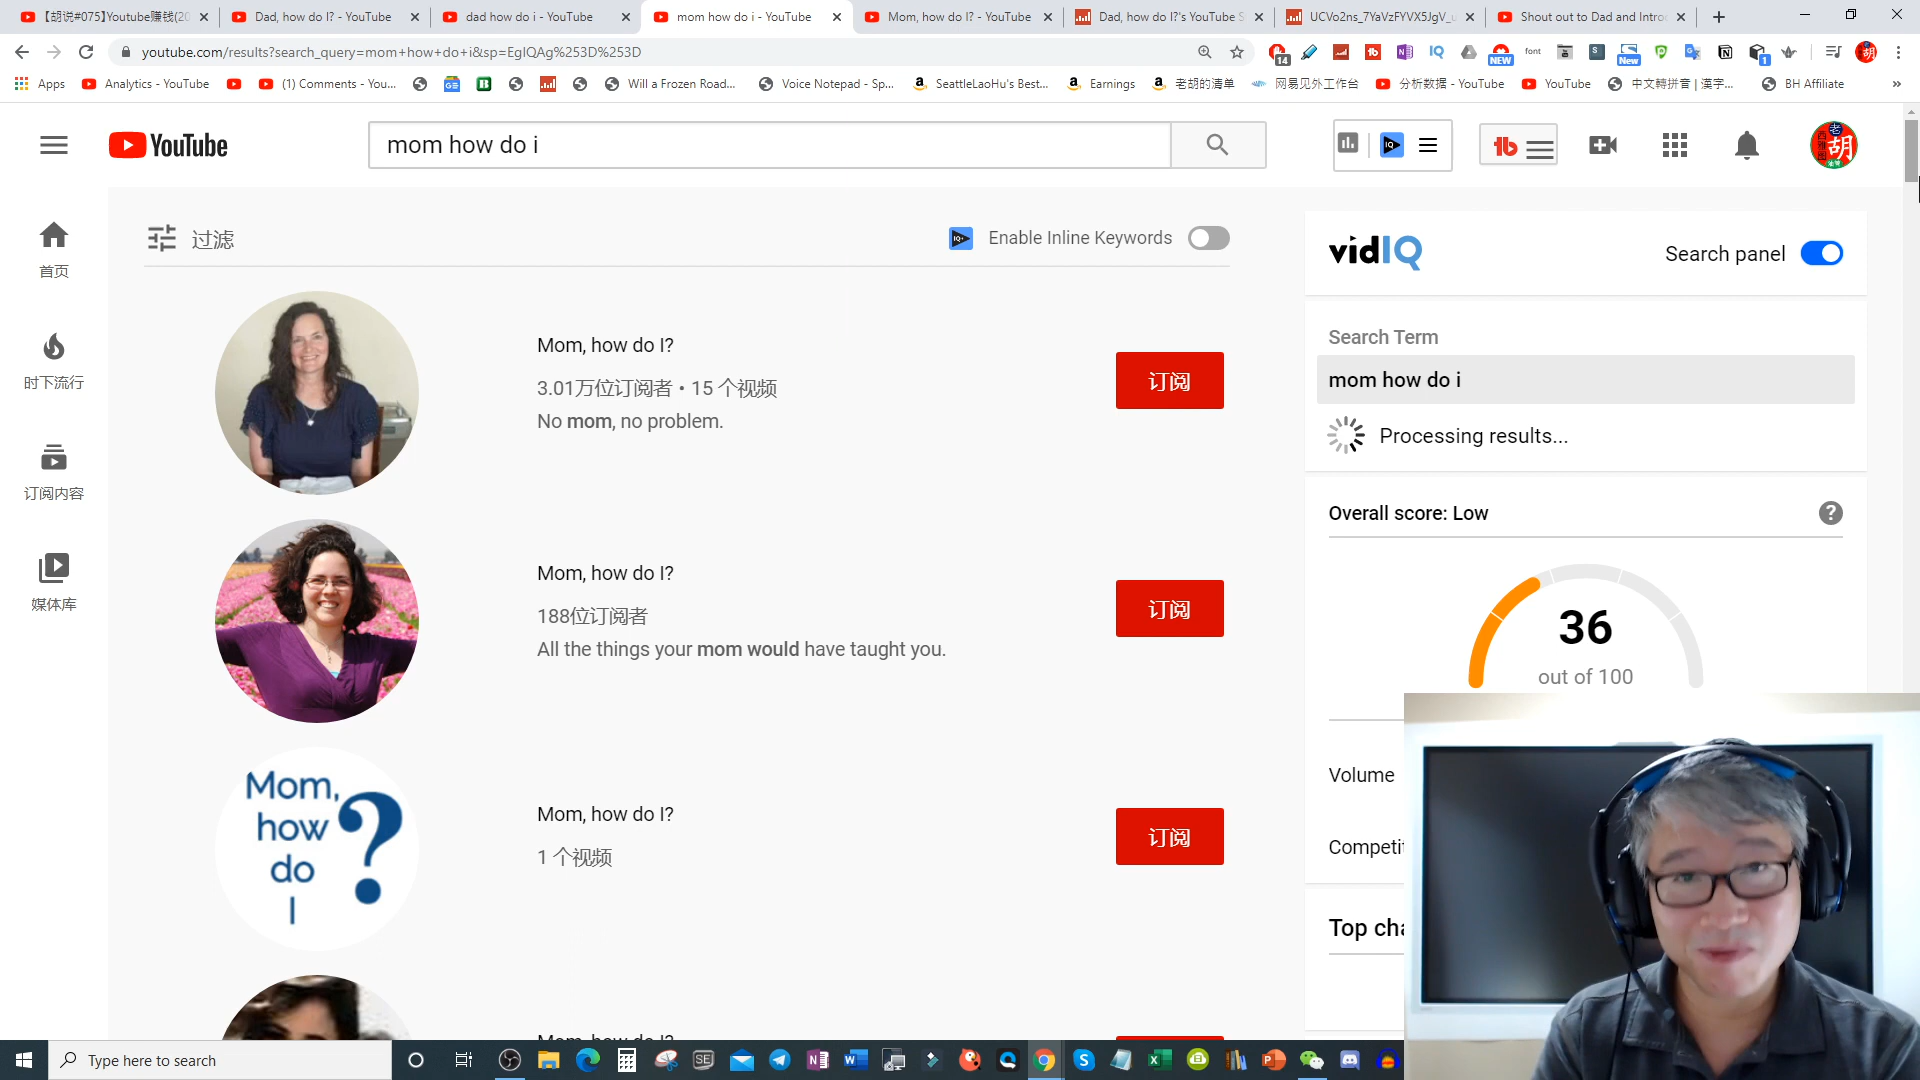 【胡说#075】Youtube赚钱(20
Dad, how do I? - YouTube
dad how do i - YouTube
mom how do i - YouTube
Mom, how do I? - YouTube
Dad, how do I?'s YouTube S
UCVo2ns_7YaVzFYVX5JgV_u
Shout out to Dad and Intro
youtube.com/results?search_query=mom+how+do+i&sp=EgIQAg%253D%253D
Apps
Analytics - YouTube
(1) Comments - You...
Will a Frozen Road...
Voice Notepad - Sp...
SeattleLaoHu's Best...
Earnings
老胡的清单
网易见外工作台
分析数据 - YouTube
YouTube
中文轉拼音 | 漢字...
BH Affiliate
YouTube
mom how do i
首页
时下流行
订阅内容
媒体库
过滤
Enable Inline Keywords
Mom, how do I?
3.01万位订阅者 • 15 个视频
No mom, no problem.
订阅
Mom, how do I?
188位订阅者
All the things your mom would have taught you.
订阅
Mom,
how
do
I
?
Mom, how do I?
1 个视频
订阅
Mom, how do I?
vidIQ
Search panel
Search Term
mom how do i
Processing results...
Overall score: Low
36
out of 100
Volume
Competit
Top cha
Type here to search